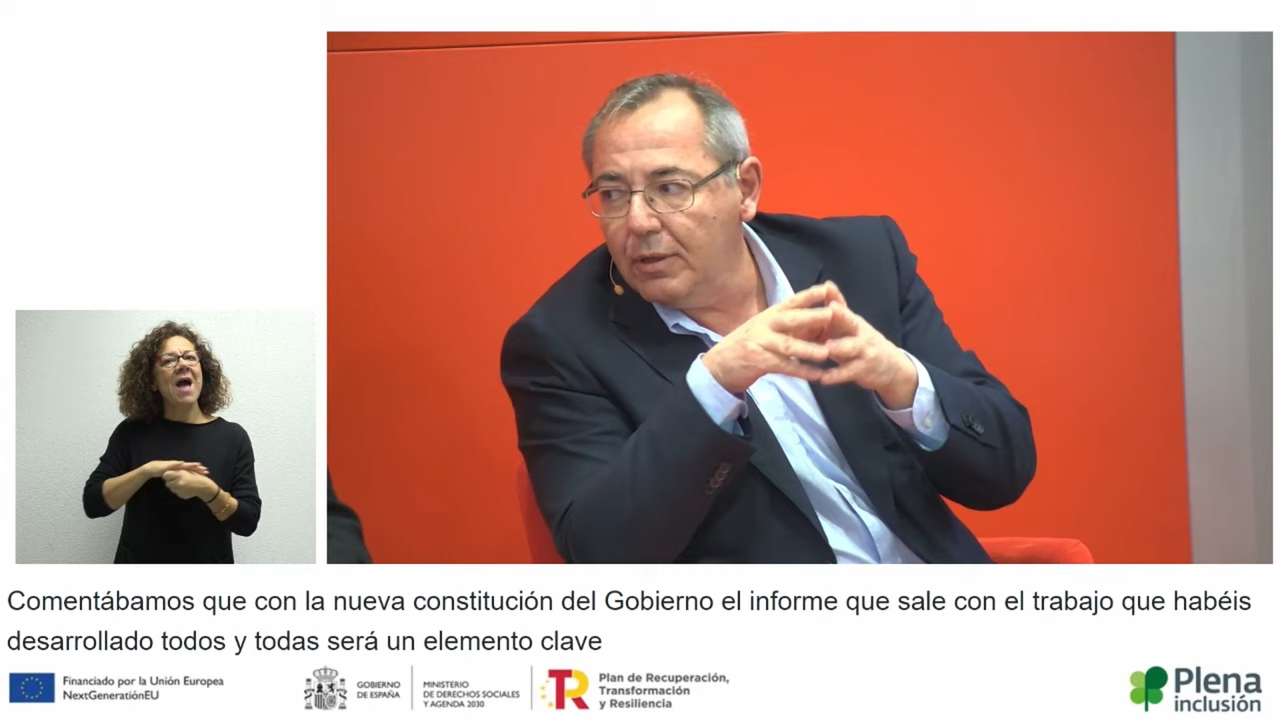 Comentábamos que con la nueva constitución del Gobierno el informe que sale con el trabajo que habéis
desarrollado todos y todas será un elemento clave
Financiado por la Unión Europea
NextGenerationEU
GOBIERNO
DE ESPAÑA
MINISTERIO
DE DERECHOS SOCIALES
Y AGENDA 2030
TR
Plan de Recuperación,
Transformación
y Resiliencia
Plena
inclusión